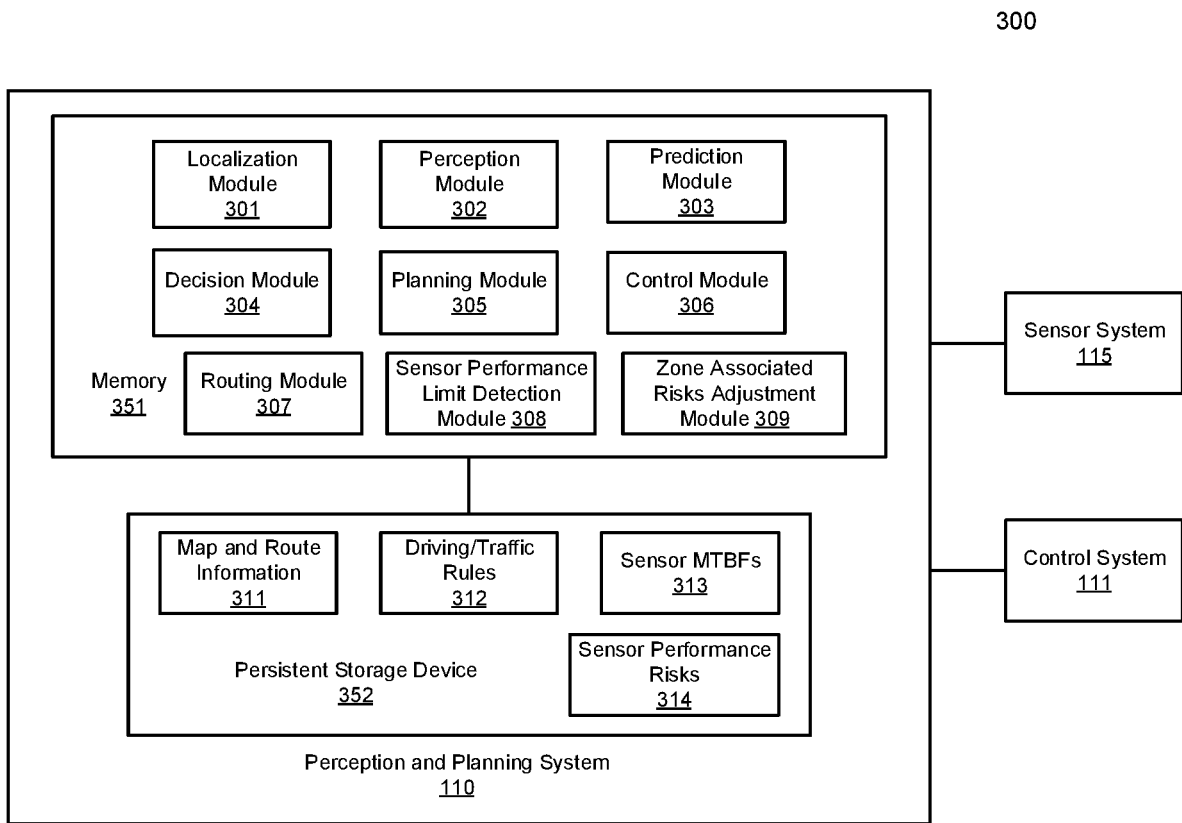 300
Localization
Module
301
Perception
Module
302
Prediction
Module
303
Decision Module
304
Planning Module
305
Control Module
306
Memory
351
Routing Module
307
Sensor Performance
Limit Detection
Module 308
Zone Associated
Risks Adjustment
Module 309
Map and Route
Information
311
Driving/Traffic
Rules
312
Sensor MTBFs
313
Persistent Storage Device
352
Sensor Performance
Risks
314
Perception and Planning System
110
Sensor System
115
Control System
111